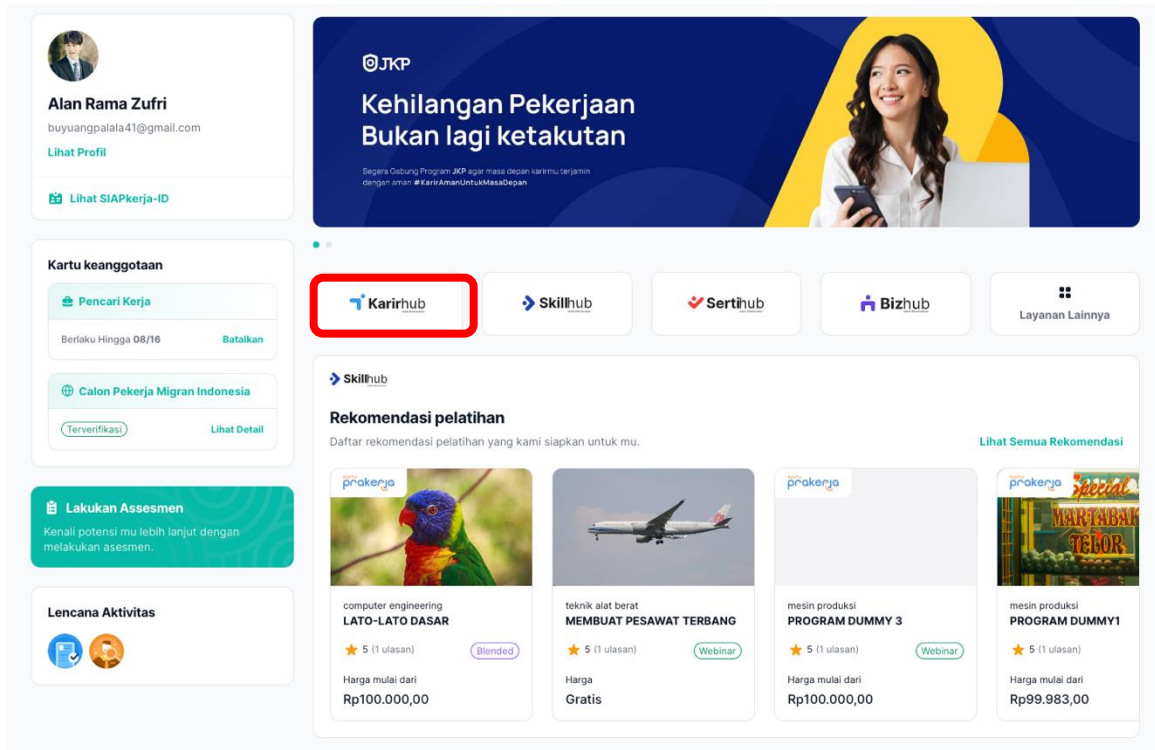 Alan Rama Zufri
buyuangpalala41@gmail.com
Lihat Profil
Lihat SIAPkerja-ID
Kartu keanggotaan
Pencari Kerja
Berlaku Hingga 08/16 Batalkan
Calon Pekerja Migran Indonesia
Terverifikasi Lihat Detail
Lakukan Assesmen
Kenali potensi mu lebih lanjut dengan
melakukan asesmen.
Lencana Aktivitas
JKP
Kehilangan Pekerjaan
Bukan lagi ketakutan
Segera Gabung Program JKP agar masa depan karirmu terjamin
dengan aman #KarirAmanUntukMasaDepan
Karirhub
Skillhub
Sertihub
Bizhub
Layanan Lainnya
Skillhub
Rekomendasi pelatihan
Daftar rekomendasi pelatihan yang kami siapkan untuk mu.
Lihat Semua Rekomendasi
prakerja
computer engineering
LATO-LATO DASAR
5 (1 ulasan) Blended
Harga mulai dari
Rp100.000,00
teknik alat berat
MEMBUAT PESAWAT TERBANG
5 (1 ulasan) Webinar
Harga
Gratis
prakerja
mesin produksi
PROGRAM DUMMY 3
5 (1 ulasan) Webinar
Harga mulai dari
Rp100.000,00
prakerja
Special
MARTABAK
TELOR
mesin produksi
PROGRAM DUMMY1
5 (1 ulasan)
Harga mulai dari
Rp99.983,00